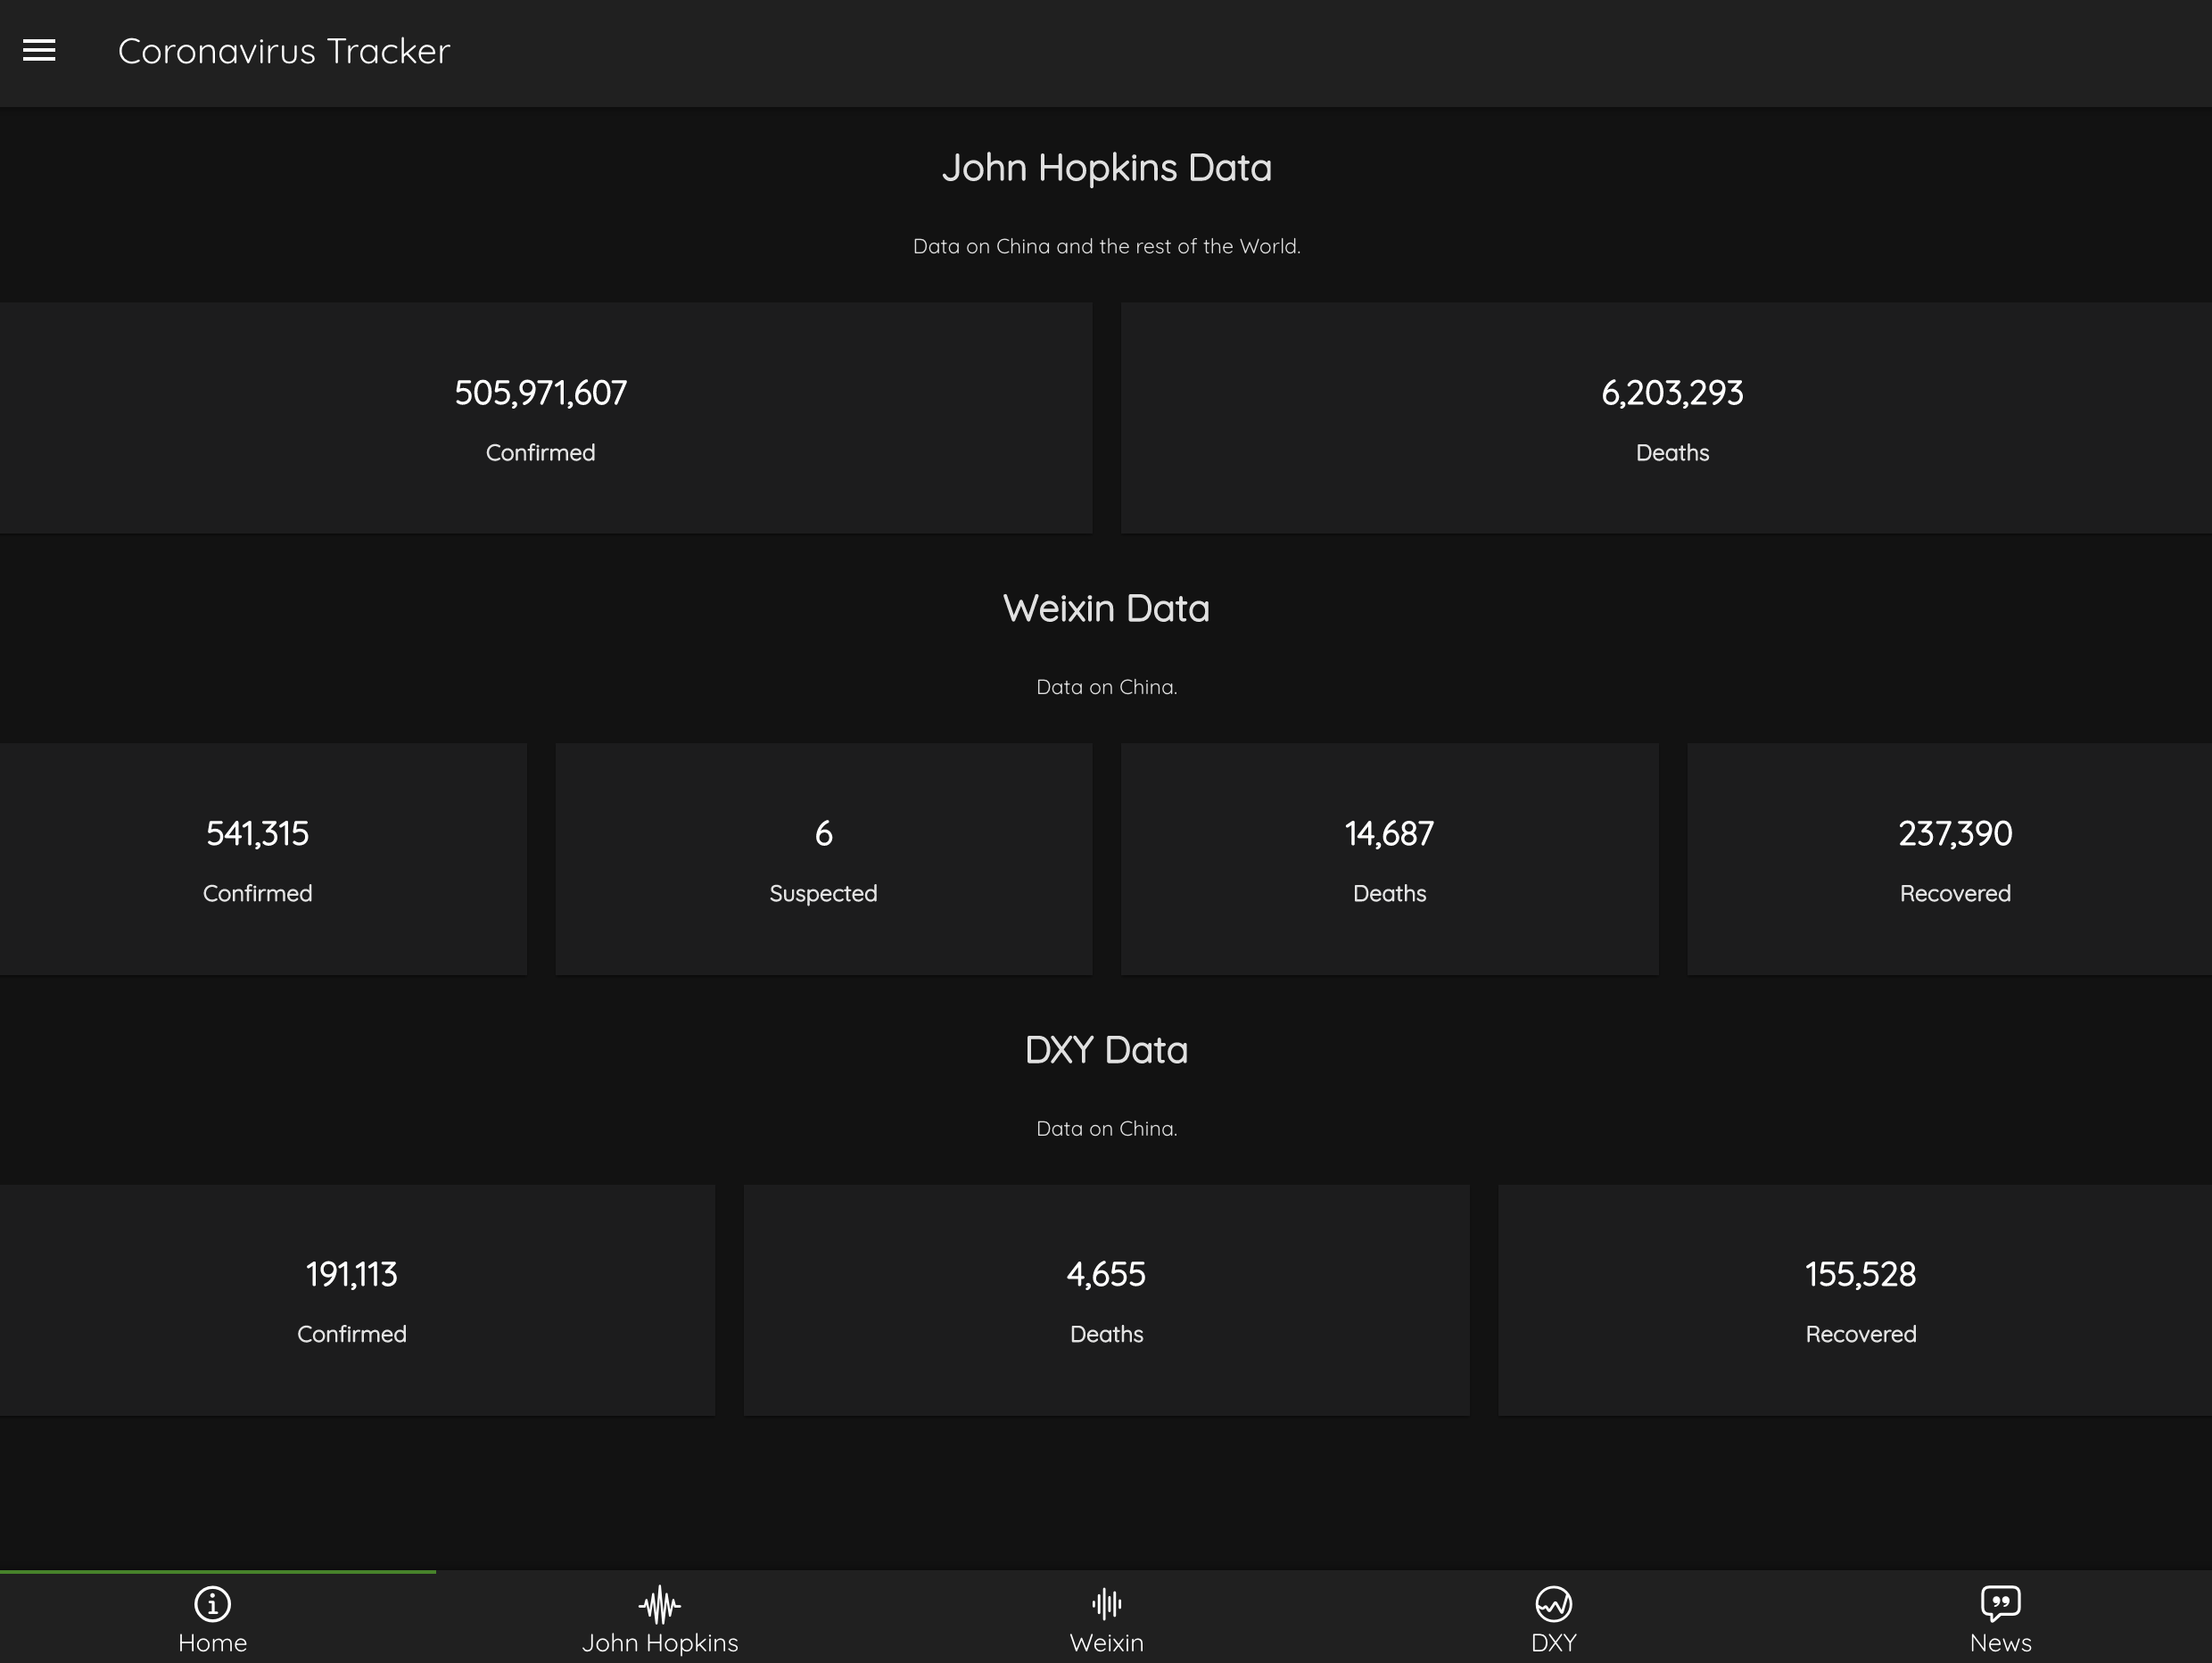 Coronavirus Tracker
John Hopkins Data
Data on China and the rest of the World.
505,971,607
Confirmed
6,203,293
Deaths
Weixin Data
Data on China.
541,315
Confirmed
6
Suspected
14,687
Deaths
237,390
Recovered
DXY Data
Data on China.
191,113
Confirmed
4,655
Deaths
155,528
Recovered
Home
John Hopkins
Weixin
DXY
News